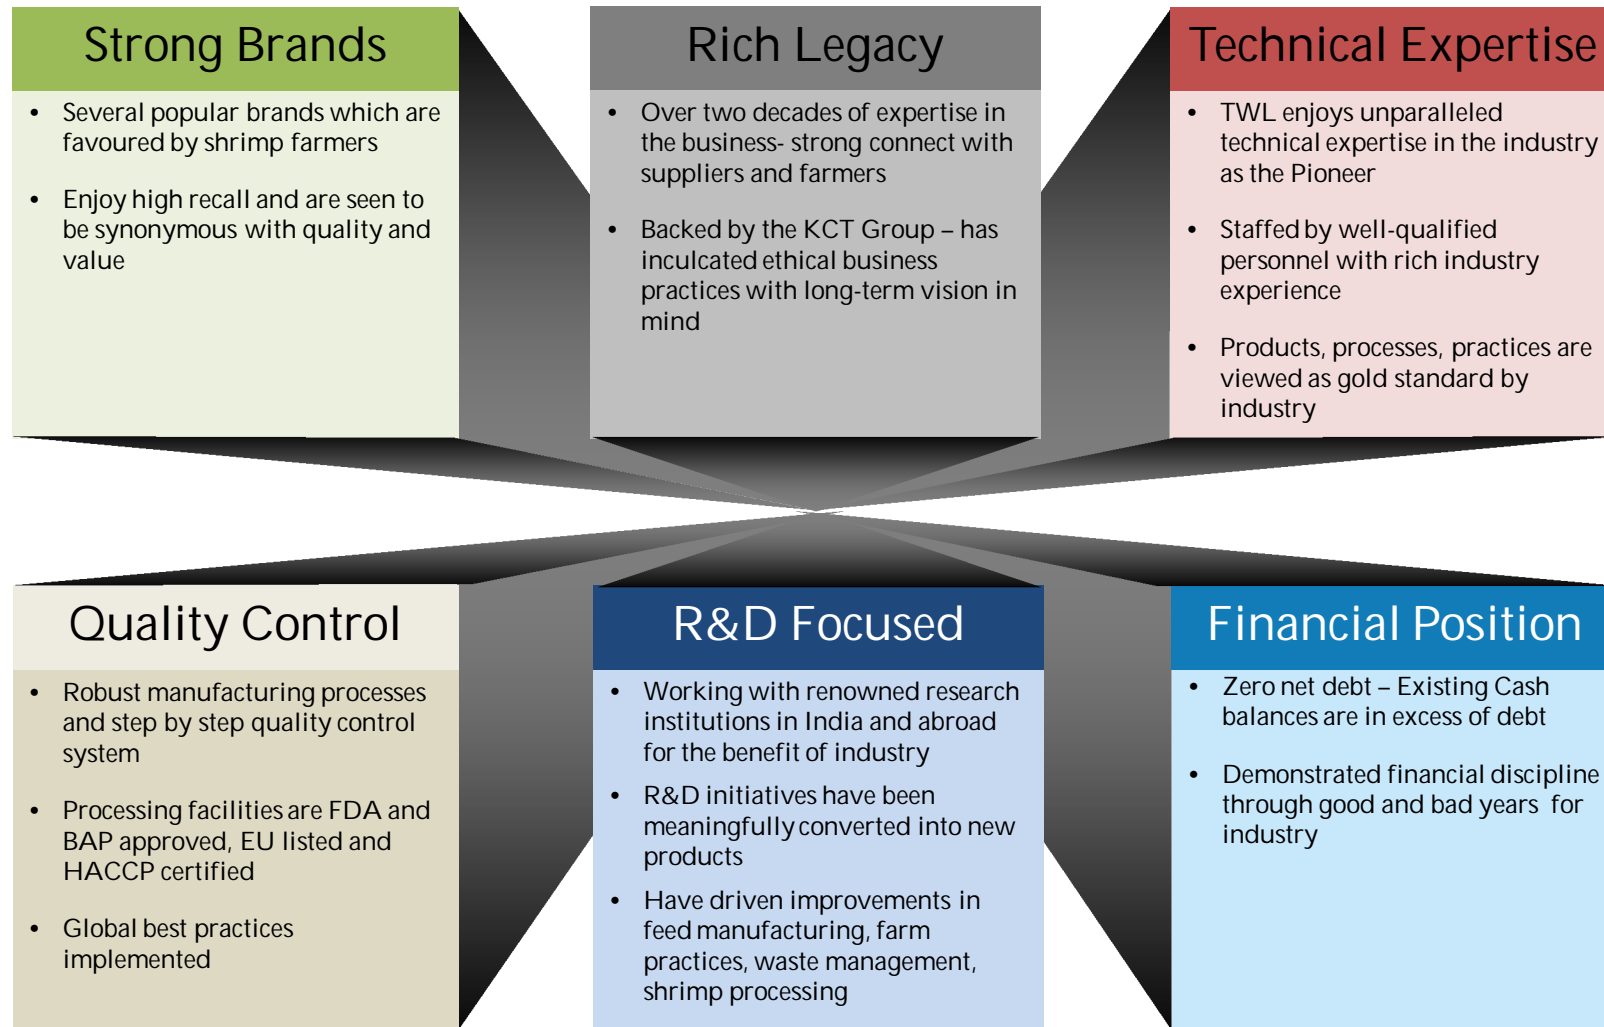 Strong Brands
• Several popular brands which are
favoured by shrimp farmers
• Enjoy high recall and are seen to
be synonymous with quality and
value
Rich Legacy
• Over two decades of expertise in
the business- strong connect with
suppliers and farmers
• Backed by the KCT Group – has
inculcated ethical business
practices with long-term vision in
mind
Technical Expertise
• TWL enjoys unparalleled
technical expertise in the industry
as the Pioneer
• Staffed by well-qualified
personnel with rich industry
experience
• Products, processes, practices are
viewed as gold standard by
industry
Quality Control
• Robust manufacturing processes
and step by step quality control
system
• Processing facilities are FDA and
BAP approved, EU listed and
HACCP certified
• Global best practices
implemented
R&D Focused
• Working with renowned research
institutions in India and abroad
for the benefit of industry
• R&D initiatives have been
meaningfully converted into new
products
• Have driven improvements in
feed manufacturing, farm
practices, waste management,
shrimp processing
Financial Position
• Zero net debt – Existing Cash
balances are in excess of debt
• Demonstrated financial discipline
through good and bad years for
industry